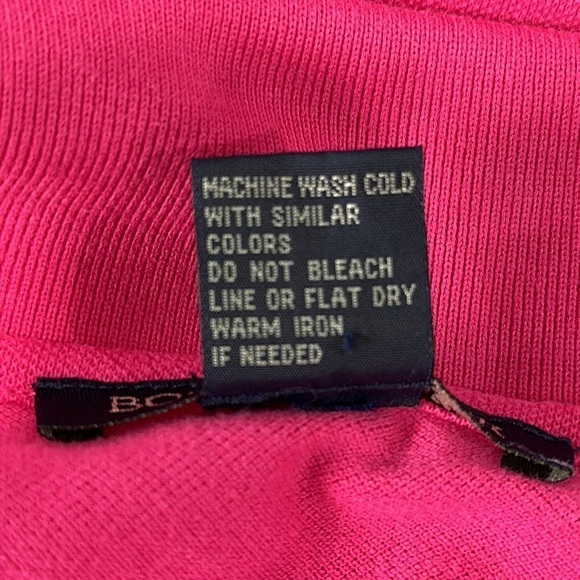 MACHINE WASH COLD
WITH SIMILAR
COLORS
DO NOT BLEACH
LINE OR FLAT DRY
WARM IRON
IF NEEDED